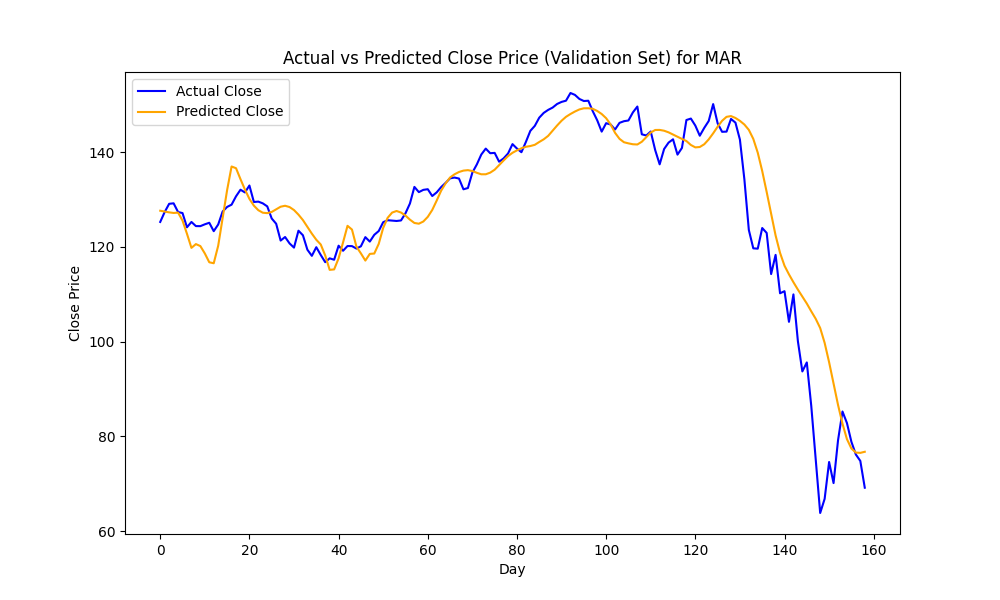 Actual vs Predicted Close Price (Validation Set) for MAR
Actual Close
Predicted Close
140
120
100
80
60
Close Price
0 20 40 60 80 100 120 140 160
Day